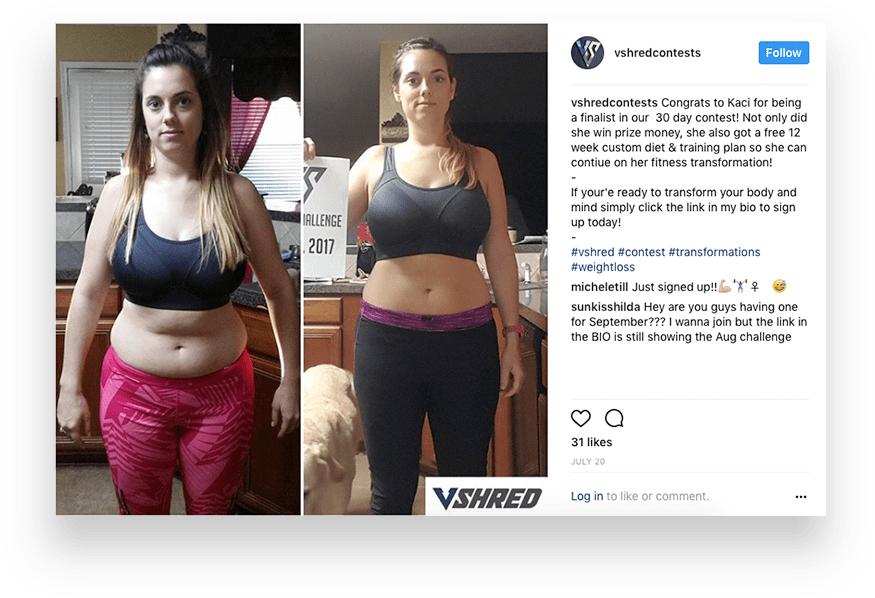 vshredcontests
Follow
vshredcontests Congrats to Kaci for being
a finalist in our 30 day contest! Not only did
she win prize money, she also got a free 12
week custom diet & training plan so she can
contiue on her fitness transformation!
-
If your'e ready to transform your body and
mind simply click the link in my bio to sign
up today!
-
#vshred #contest #transformations
#weightloss
micheletill Just signed up!!💪🏼🏋️♀ 😅
sunkisshilda Hey are you guys having one
for September??? I wanna join but the link in
the BIO is still showing the Aug challenge
31 likes
JULY 20
Log in to like or comment.
ALLENGE
2017
VSHRED